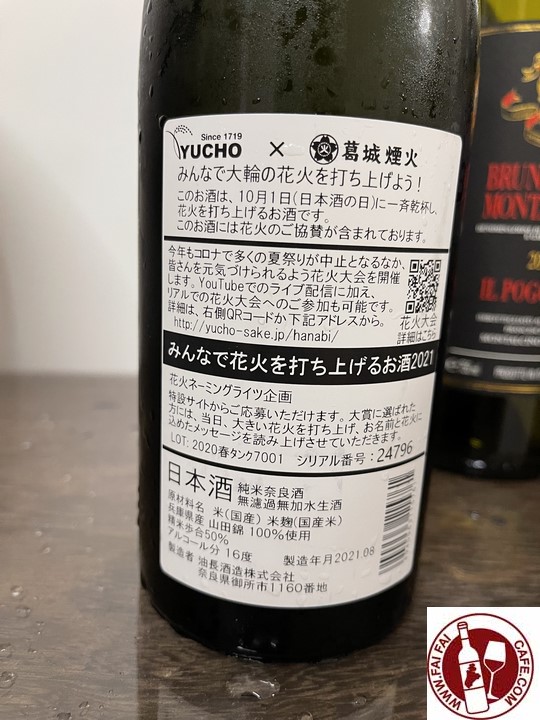 Since 1719
YUCHO × 葛城煙火
みんなで大輪の花火を打ち上げよう！
このお酒は、10月1日(日本酒の日)に一斉乾杯し、
花火を打ち上げるお酒です。
このお酒には花火のご協賛が含まれております。
今年もコロナで多くの夏祭りが中止となるなか、
皆さんを元気づけられるよう花火大会を開催
します。YouTubeでのライブ配信に加え、
リアルでの花火大会へのご参加も可能です。
詳細は、右側QRコードか下記アドレスから。
http://yucho-sake.jp/hanabi/
花火大会
詳細はこちら
みんなで花火を打ち上げるお酒2021
花火ネーミングライツ企画
特設サイトからご応募いただけます。大賞に選ばれた
方には、当日、大きい花火を打ち上げ、お名前と花火に
込めたメッセージを読み上げさせていただきます。
LOT: 2020春タンク7001 シリアル番号：24796
日本酒 純米奈良酒
無濾過無加水生酒
原材料名 米(国産) 米麹(国産米)
兵庫県産 山田錦 100%使用
精米歩合50%
アルコール分 16度 製造年月2021.08
製造者 油長酒造株式会社
奈良県御所市1160番地
BRUN
MONTA
IL POGG
WWW.FAI FAI CAFE.COM